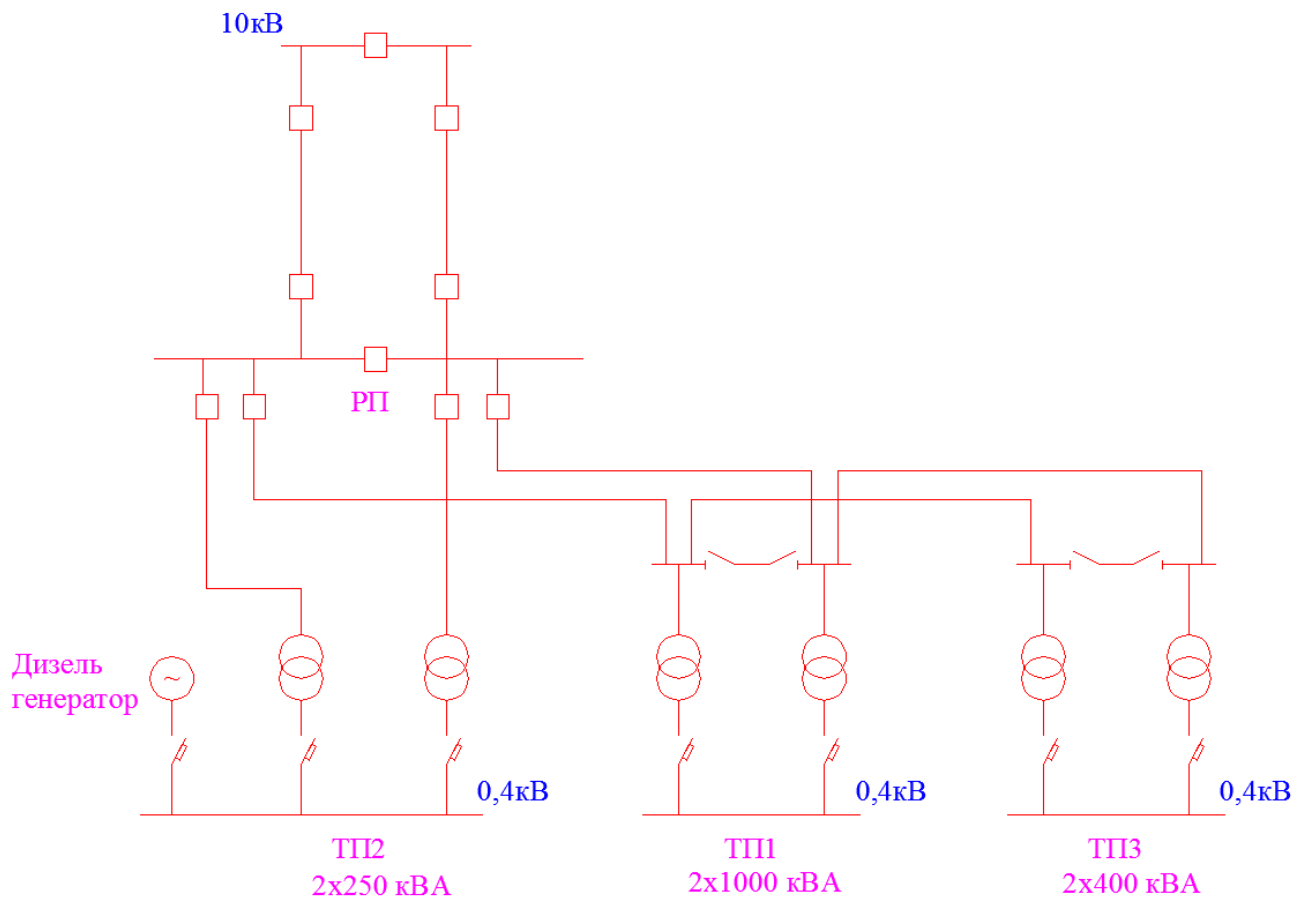 10кВ
РП
Дизель
генератор
~
0,4кВ
0,4кВ
0,4кВ
ТП2
2x250 кВА
ТП1
2x1000 кВА
ТП3
2x400 кВА